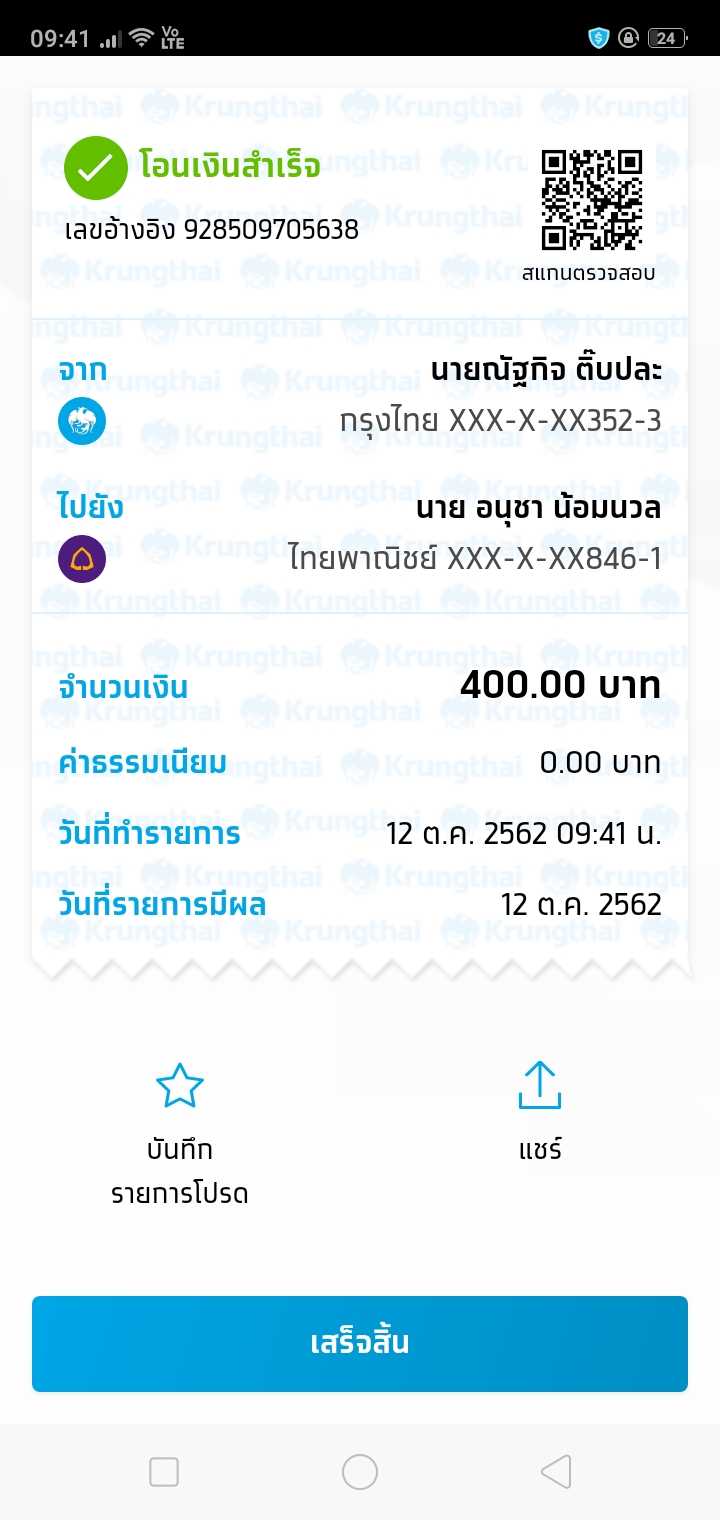 09:41 Vo LTE 24
โอนเงินสำเร็จ
เลขอ้างอิง 928509705638
สแกนตรวจสอบ
จาก นายณัฐกิจ ติ๊บปละ
กรุงไทย XXX-X-XX352-3
ไปยัง นาย อนุชา น้อมนวล
ไทยพาณิชย์ XXX-X-XX846-1
จำนวนเงิน 400.00 บาท
ค่าธรรมเนียม 0.00 บาท
วันที่ทำรายการ 12 ต.ค. 2562 09:41 น.
วันที่รายการมีผล 12 ต.ค. 2562
บันทึก
รายการโปรด
แชร์
เสร็จสิ้น